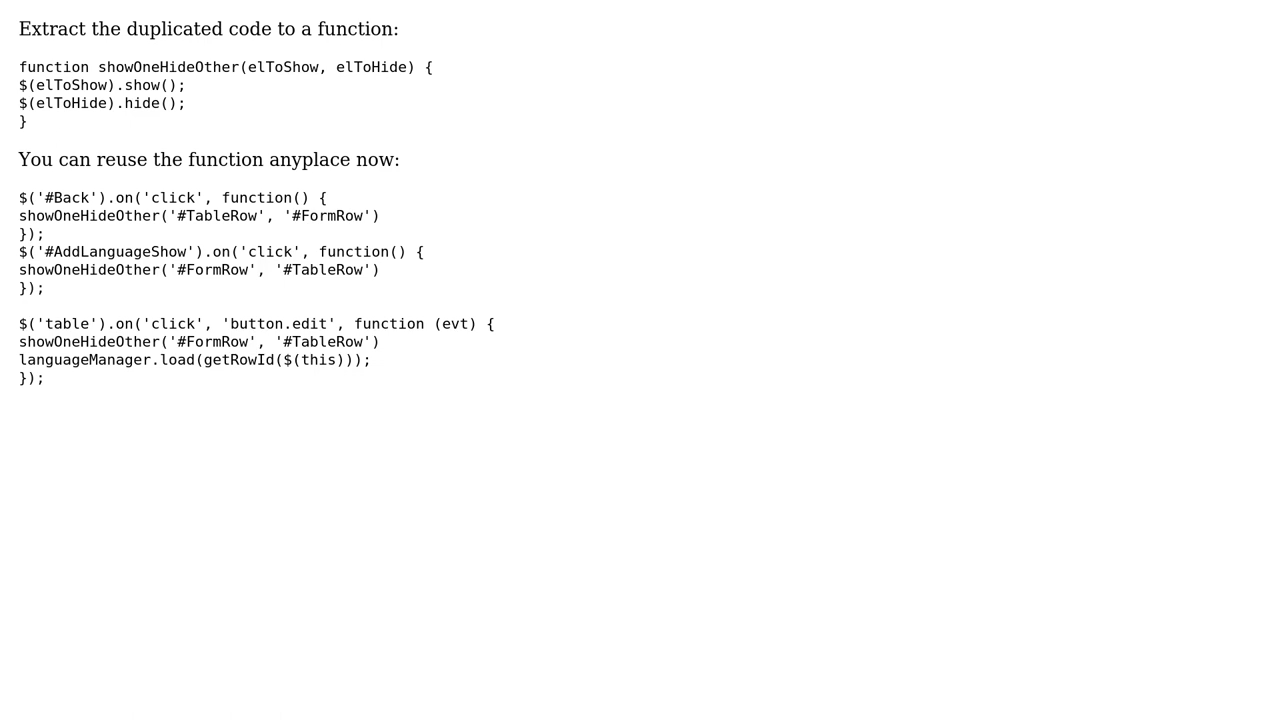 Extract the duplicated code to a function:
function showOneHideOther(elToShow, elToHide) {
$(elToShow).show();
$(elToHide).hide();
}
You can reuse the function anyplace now:
$('#Back').on('click', function() {
showOneHideOther('#TableRow', '#FormRow')
});
$('#AddLanguageShow').on('click', function() {
showOneHideOther('#FormRow', '#TableRow')
});
$('table').on('click', 'button.edit', function (evt) {
showOneHideOther('#FormRow', '#TableRow')
languageManager.load(getRowId($(this)));
});